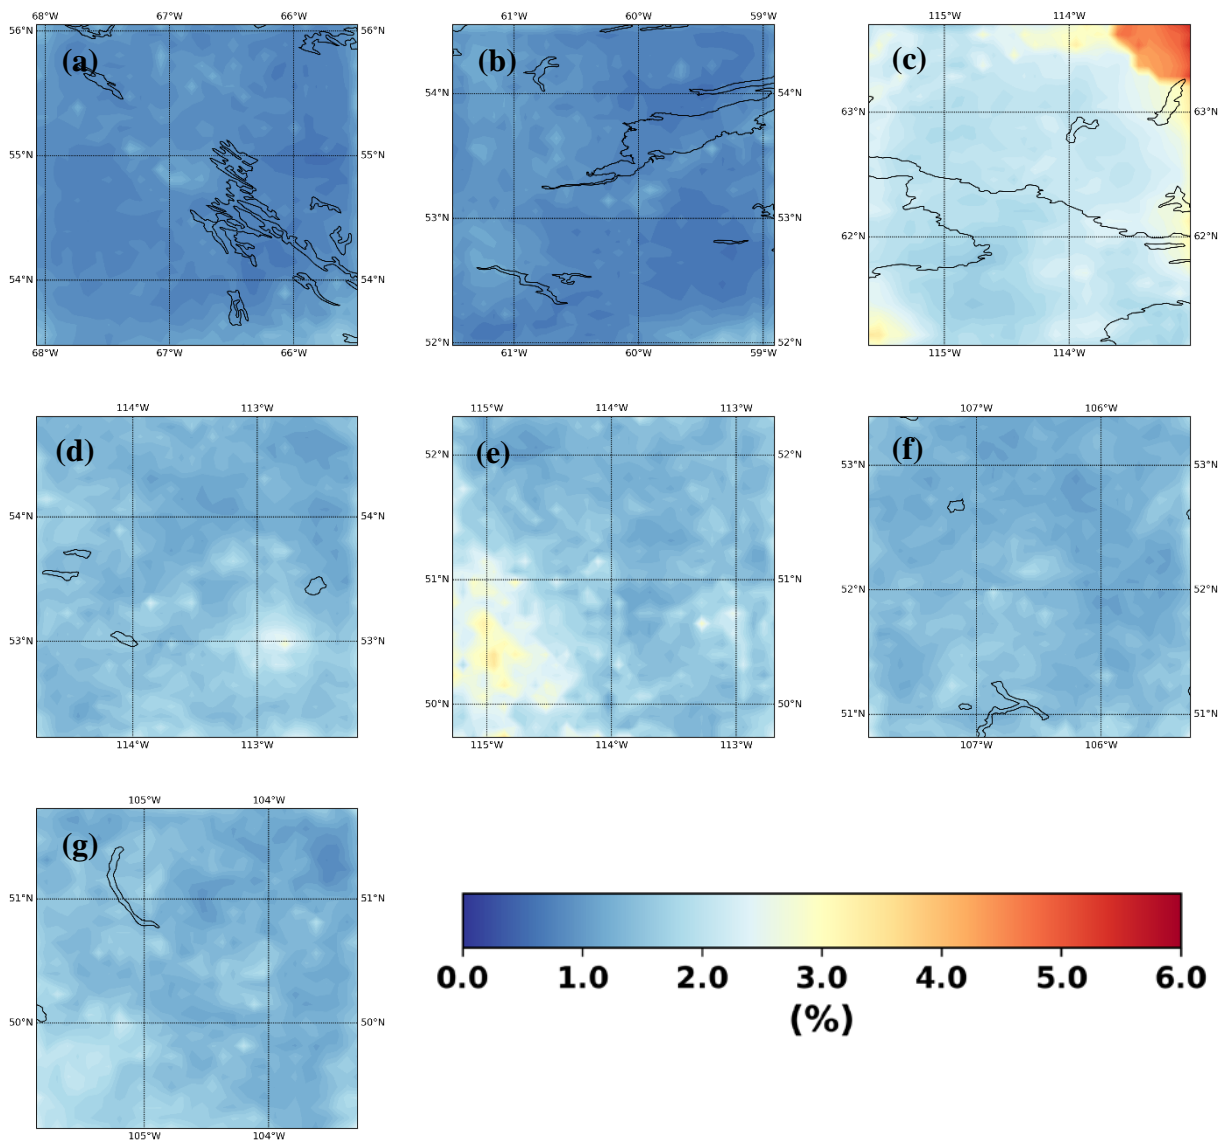 68°W 67°W 66°W
56°N (a) 56°N
55°N 55°N
54°N 54°N
68°W 67°W 66°W
61°W 60°W 59°W
(b)
54°N 54°N
53°N 53°N
52°N 52°N
61°W 60°W 59°W
115°W 114°W
(c)
63°N 63°N
62°N 62°N
115°W 114°W
114°W 113°W
(d)
54°N 54°N
53°N 53°N
114°W 113°W
115°W 114°W 113°W
52°N (e) 52°N
51°N 51°N
50°N 50°N
115°W 114°W 113°W
107°W 106°W
(f)
53°N 53°N
52°N 52°N
51°N 51°N
107°W 106°W
105°W 104°W
(g)
51°N 51°N
50°N 50°N
105°W 104°W
0.0 1.0 2.0 3.0 4.0 5.0 6.0
(%)